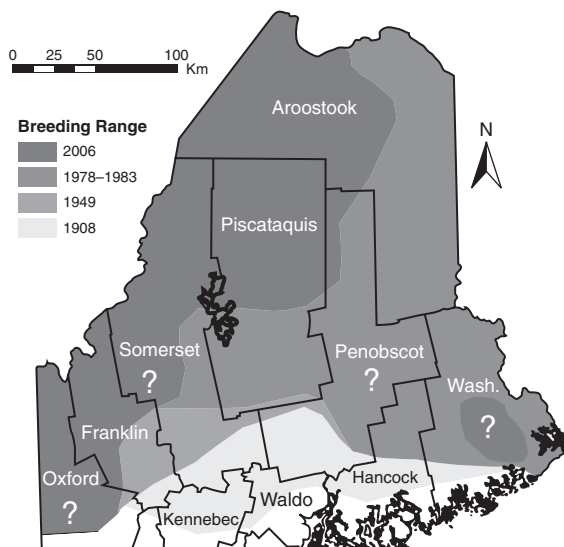 0 25 50 100
Km
Aroostook
N
Breeding Range
2006
1978–1983
1949
1908
Piscataquis
Somerset
?
Penobscot
?
Wash.
?
Franklin
Oxford
?
Hancock
Waldo
Kennebec